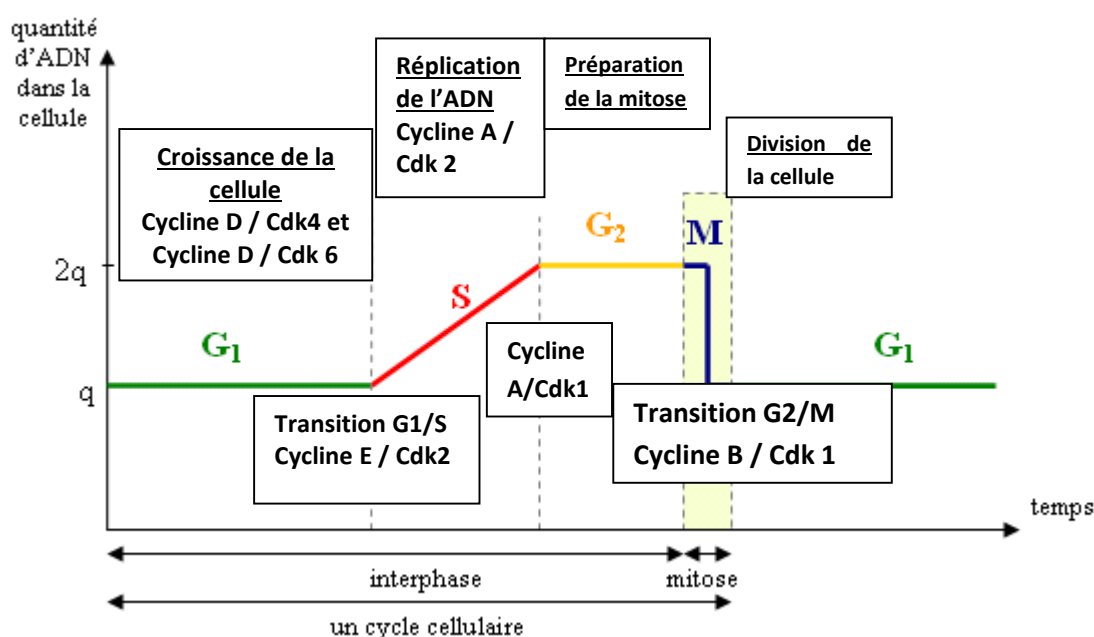 quantité
d'ADN
dans la
cellule
Réplication
de l'ADN
Cycline A /
Cdk 2
Préparation
de la mitose
Croissance de la
cellule
Cycline D / Cdk4 et
Cycline D / Cdk 6
Division de
la cellule
2q
G₂
M
S
G₁
G₁
q
Cycline
A/Cdk1
Transition G1/S
Cycline E / Cdk2
Transition G2/M
Cycline B / Cdk 1
temps
interphase
mitose
un cycle cellulaire